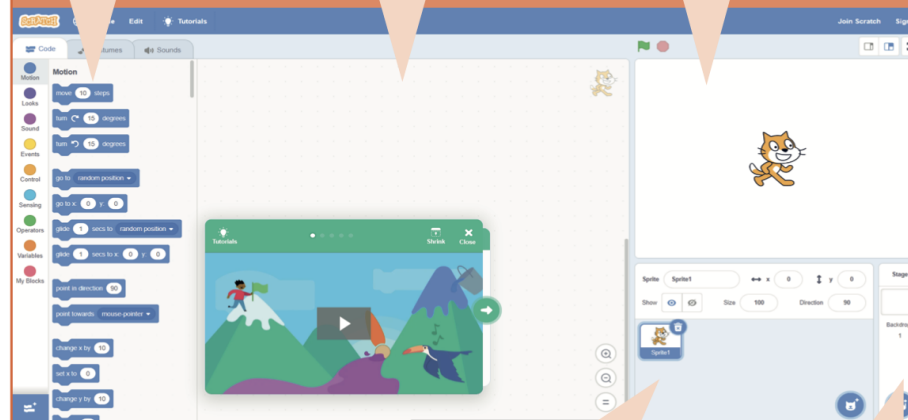 SCRATCH
Edit
Tutorials
Join Scratch
Code
Sounds
Motion
Looks
Sound
Events
Control
Sensing
Operators
Variables
My Blocks
Motion
move 10 steps
turn 15 degrees
turn 15 degrees
go to random position
go to x: 0 y: 0
glide 1 secs to random position
glide 1 secs to x: 0 y: 0
point in direction 90
point towards mouse-pointer
change x by 10
set x to 0
change y by 10
Tutorials
Shrink
Close
Sprite Sprite1 x 0 y 0
Show Size 100 Direction 90
Sprite1
Stage
1